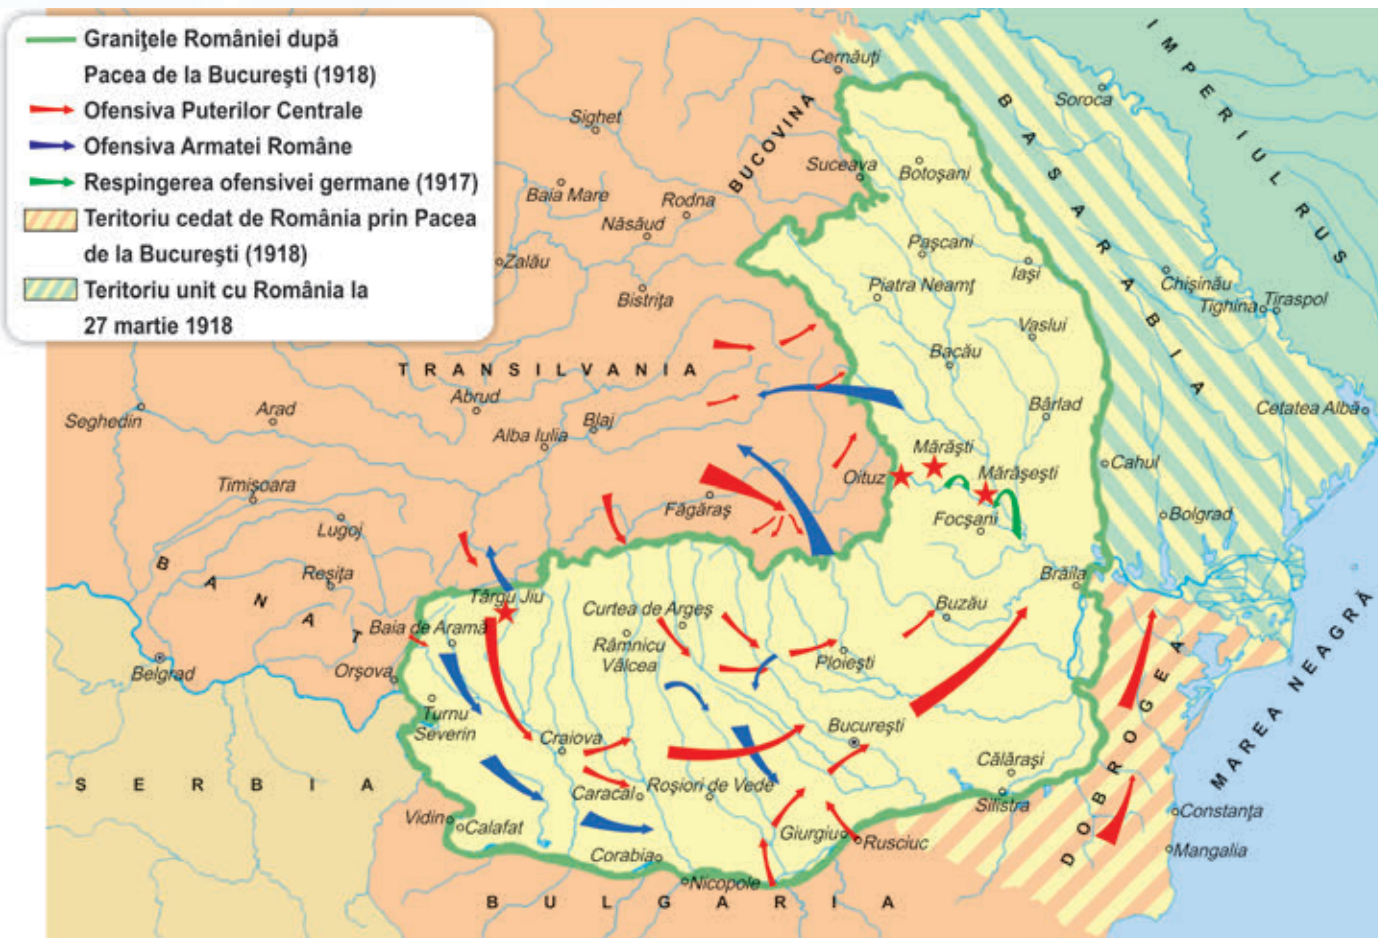 Graniţele României după
Pacea de la Bucureşti (1918)
Ofensiva Puterilor Centrale
Ofensiva Armatei Române
Respingerea ofensivei germane (1917)
Teritoriu cedat de România prin Pacea
de la Bucureşti (1918)
Teritoriu unit cu România la
27 martie 1918
IMPERIUL RUS
Cernăuţi
BUCOVINA
BASARABIA
Soroca
Sighet
Suceava
Botoşani
Baia Mare
Rodna
Năsăud
Paşcani
Iaşi
Zalău
Chişinău
Bistriţa
Piatra Neamţ
Tighina
Tiraspol
Vaslui
Bacău
TRANSILVANIA
Abrud
Seghedin
Arad
Blaj
Bârlad
Cetatea Albă
Alba Iulia
Mărăşti
Oituz
Mărăşeşti
Cahul
Timişoara
Făgăraş
Focşani
Bolgrad
Lugoj
BANAT
Reşiţa
Brăila
Târgu Jiu
Curtea de Argeş
Buzău
Baia de Aramă
Râmnicu
Vâlcea
Ploieşti
Belgrad
Orşova
MAREA NEAGRĂ
DOBROGEA
Turnu
Severin
Craiova
Bucureşti
Călăraşi
SERBIA
Caracal
Roşiori de Vede
Silistra
Constanţa
Vidin
Calafat
Giurgiu
Rusciuc
Mangalia
Corabia
Nicopole
BULGARIA